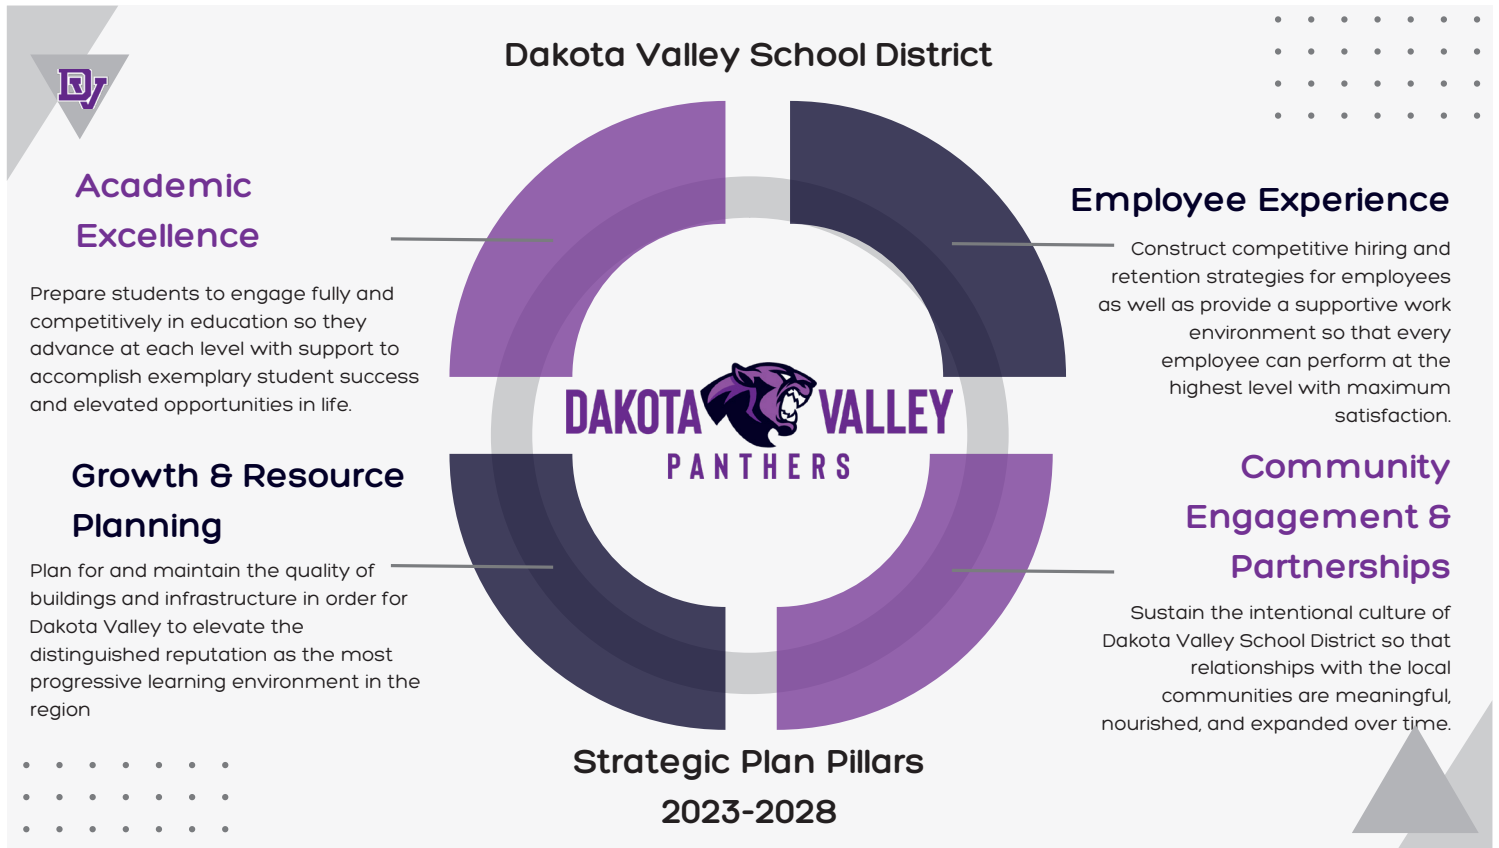 Dakota Valley School District
DV
Academic
Excellence
Prepare students to engage fully and
competitively in education so they
advance at each level with support to
accomplish exemplary student success
and elevated opportunities in life.
Employee Experience
Construct competitive hiring and
retention strategies for employees
as well as provide a supportive work
environment so that every
employee can perform at the
highest level with maximum
satisfaction.
DAKOTA VALLEY
PANTHERS
Growth & Resource
Planning
Plan for and maintain the quality of
buildings and infrastructure in order for
Dakota Valley to elevate the
distinguished reputation as the most
progressive learning environment in the
region
Community
Engagement &
Partnerships
Sustain the intentional culture of
Dakota Valley School District so that
relationships with the local
communities are meaningful,
nourished, and expanded over time.
Strategic Plan Pillars
2023-2028